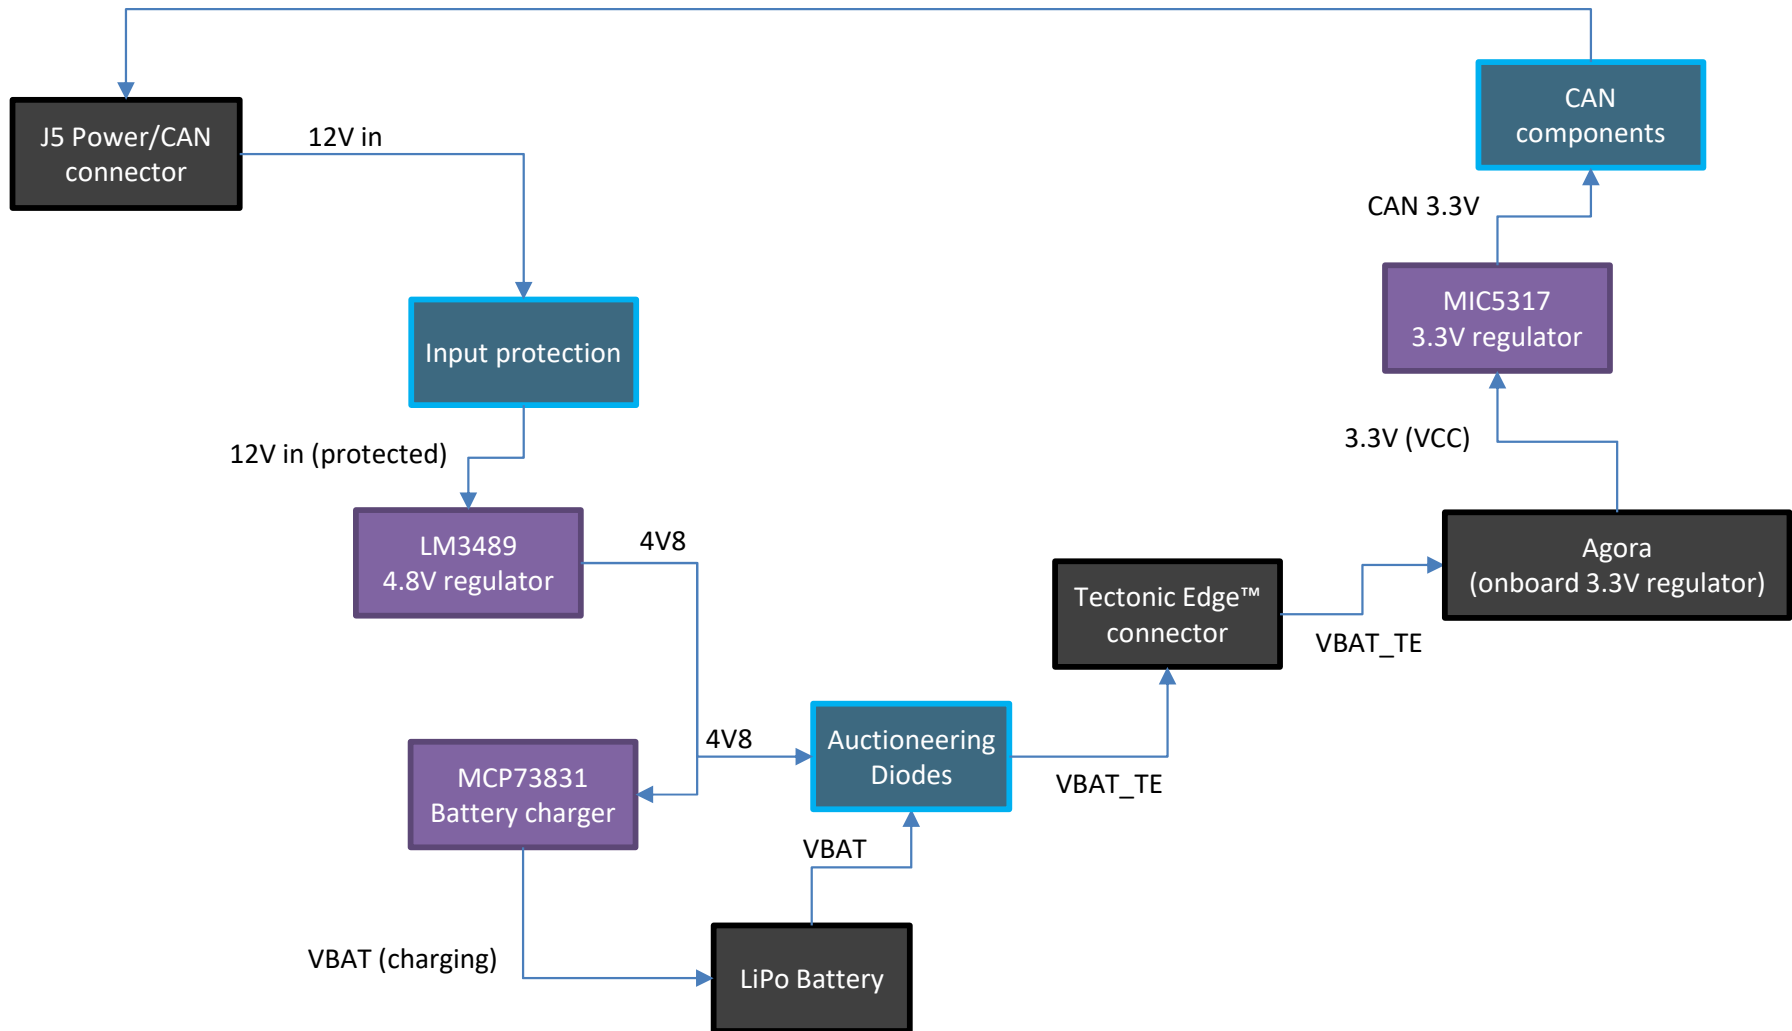 J5 Power/CAN
connector
12V in
CAN
components
CAN 3.3V
MIC5317
3.3V regulator
Input protection
12V in (protected)
3.3V (VCC)
LM3489
4.8V regulator
4V8
Agora
(onboard 3.3V regulator)
Tectonic Edge™
connector
VBAT_TE
4V8
Auctioneering
Diodes
VBAT_TE
MCP73831
Battery charger
VBAT
VBAT (charging)
LiPo Battery